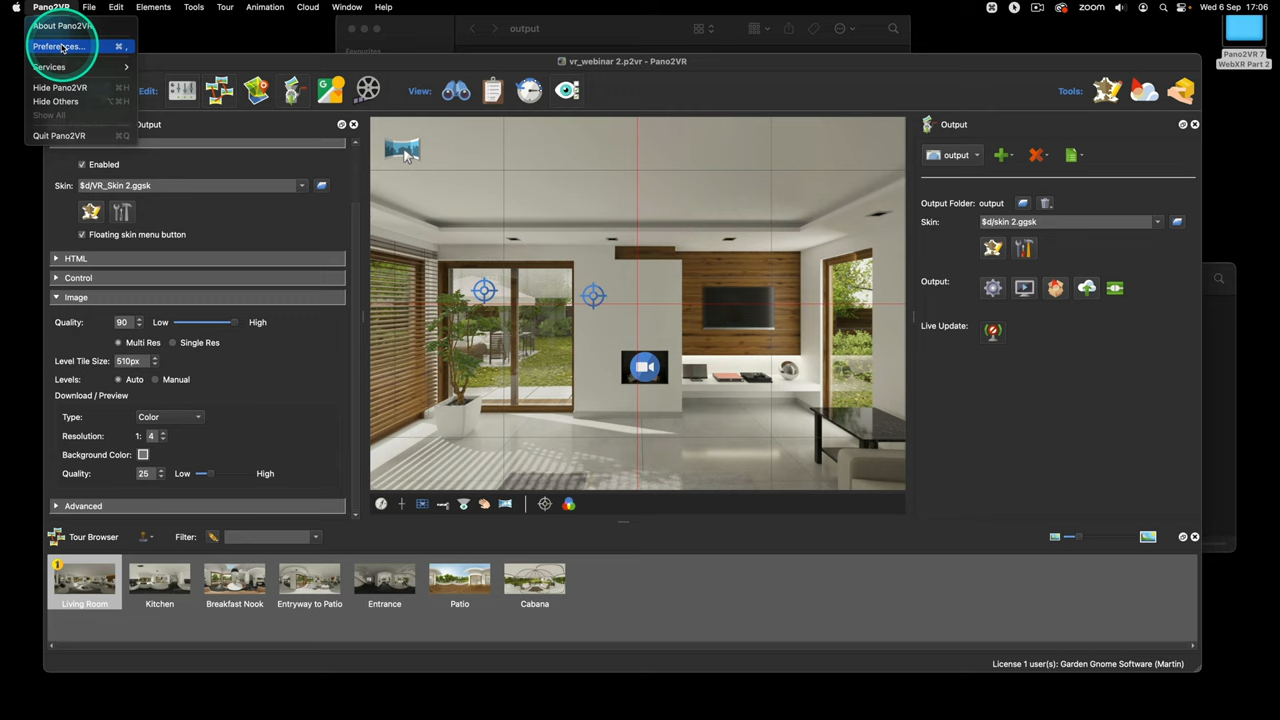 Pano2VR File Edit Elements Tools Tour Animation Cloud Window Help
zoom Wed 6 Sep 17:06
About Pano2VR
Preferences... ⌘ ,
Services
Hide Pano2VR ⌘H
Hide Others ⌥⌘H
Show All
Quit Pano2VR ⌘Q
output
Favourites
Pano2VR 7
WebXR Part 2
vr_webinar 2.p2vr - Pano2VR
Edit:
View:
Tools:
Output
Enabled
Skin: $d/VR_Skin 2.ggsk
Floating skin menu button
HTML
Control
Image
Quality: 90 Low High
Multi Res Single Res
Level Tile Size: 510px
Levels: Auto Manual
Download / Preview
Type: Color
Resolution: 1: 4
Background Color:
Quality: 25 Low High
Advanced
Output
output
Output Folder: output
Skin: $d/skin 2.ggsk
Output:
Live Update:
Tour Browser Filter:
1
Living Room Kitchen Breakfast Nook Entryway to Patio Entrance Patio Cabana
License 1 user(s): Garden Gnome Software (Martin)